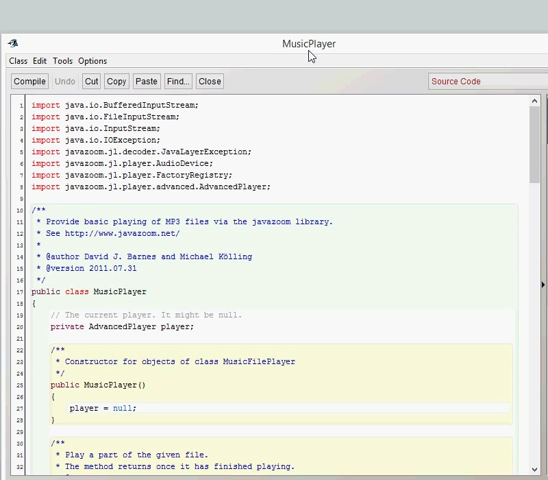 MusicPlayer
Class Edit Tools Options
Compile Undo Cut Copy Paste Find... Close Source Code
1 import java.io.BufferedInputStream;
2 import java.io.FileInputStream;
3 import java.io.InputStream;
4 import java.io.IOException;
5 import javazoom.jl.decoder.JavaLayerException;
6 import javazoom.jl.player.AudioDevice;
7 import javazoom.jl.player.FactoryRegistry;
8 import javazoom.jl.player.advanced.AdvancedPlayer;
9
10 /**
11 * Provide basic playing of MP3 files via the javazoom library.
12 * See http://www.javazoom.net/
13 *
14 * @author David J. Barnes and Michael Kölling
15 * @version 2011.07.31
16 */
17 public class MusicPlayer
18 {
19 // The current player. It might be null.
20 private AdvancedPlayer player;
21
22 /**
23 * Constructor for objects of class MusicFilePlayer
24 */
25 public MusicPlayer()
26 {
27 player = null;
28 }
29
30 /**
31 * Play a part of the given file.
32 * The method returns once it has finished playing.